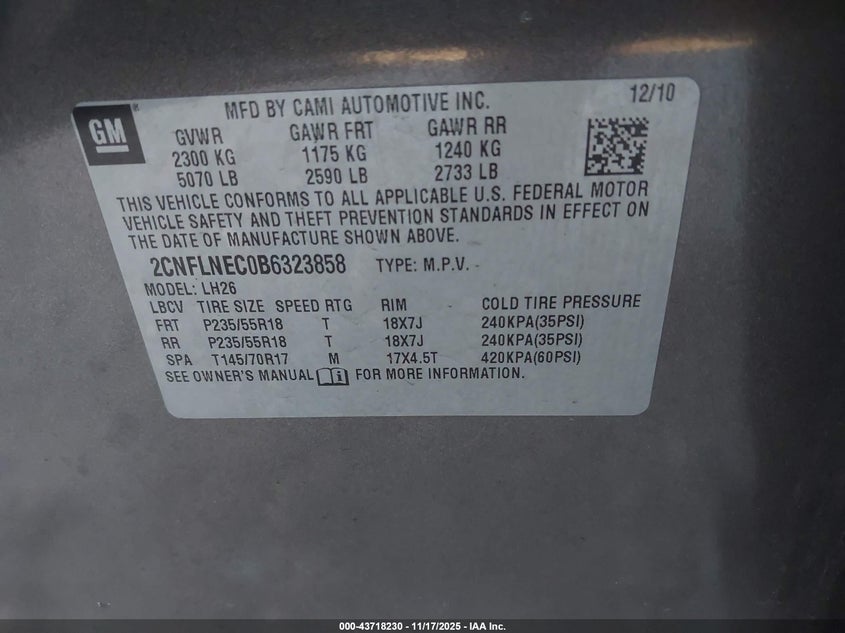 GM
MFD BY CAMI AUTOMOTIVE INC. 12/10
GVWR GAWR FRT GAWR RR
2300 KG 1175 KG 1240 KG
5070 LB 2590 LB 2733 LB
THIS VEHICLE CONFORMS TO ALL APPLICABLE U.S. FEDERAL MOTOR
VEHICLE SAFETY AND THEFT PREVENTION STANDARDS IN EFFECT ON
THE DATE OF MANUFACTURE SHOWN ABOVE.
2CNFLNEC0B6323858 TYPE: M.P.V.
MODEL: LH26
LBCV TIRE SIZE SPEED RTG RIM COLD TIRE PRESSURE
FRT P235/55R18 T 18X7J 240KPA(35PSI)
RR P235/55R18 T 18X7J 240KPA(35PSI)
SPA T145/70R17 M 17X4.5T 420KPA(60PSI)
SEE OWNER'S MANUAL FOR MORE INFORMATION.
000-43718230 - 11/17/2025 - IAA Inc.